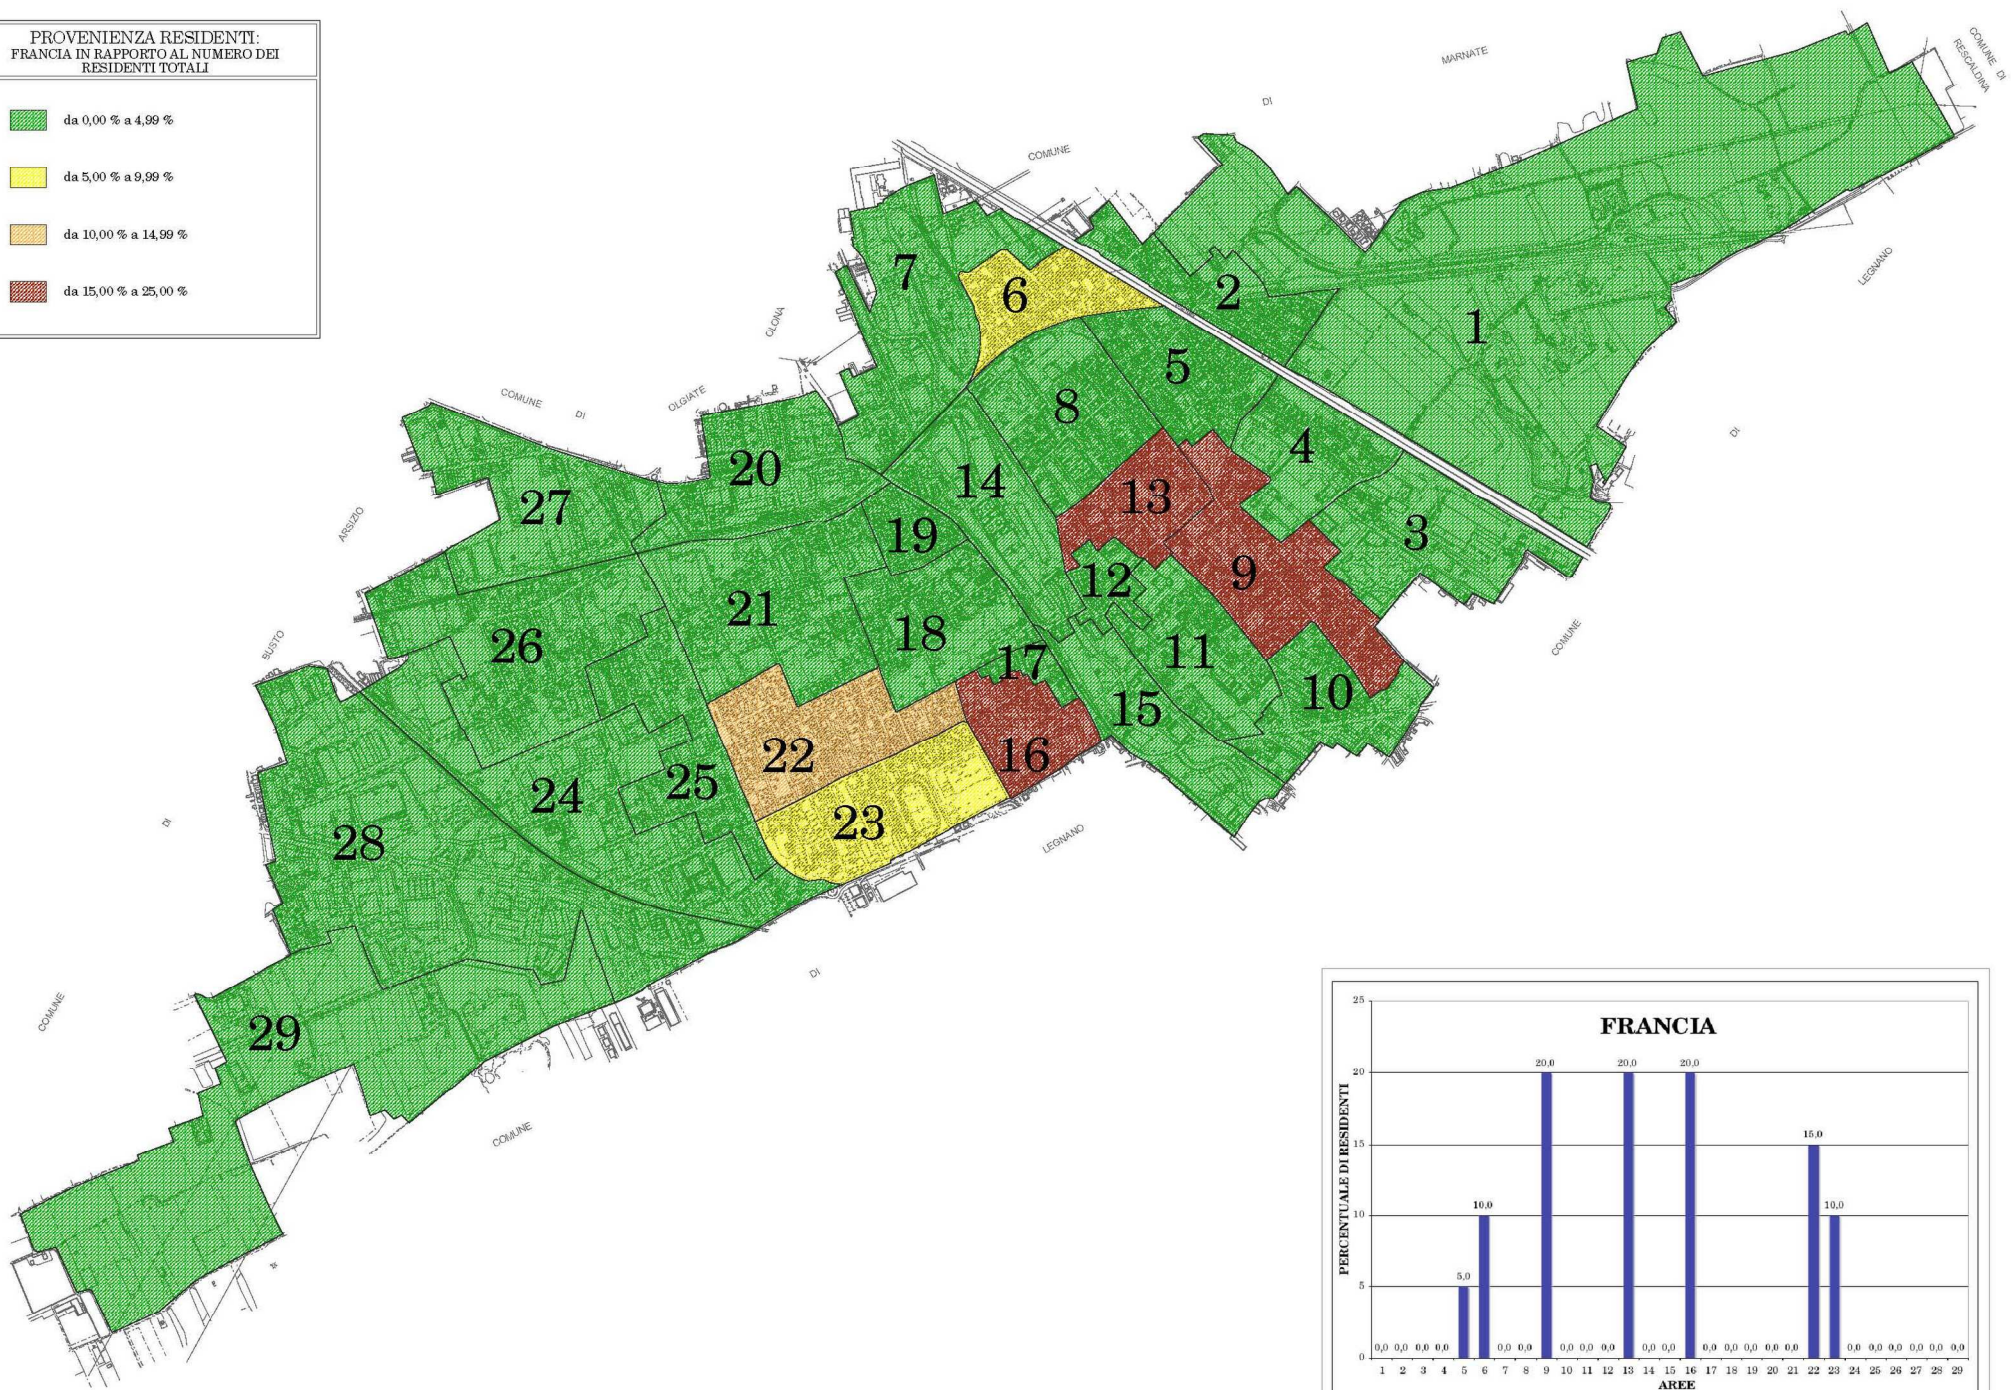 PROVENIENZA RESIDENTI:
FRANCIA IN RAPPORTO AL NUMERO DEI
RESIDENTI TOTALI
da 0,00 % a 4,99 %
da 5,00 % a 9,99 %
da 10,00 % a 14,99 %
da 15,00 % a 25,00 %
COMUNE DI
RESCALDINA
MARNATE
DI
COMUNE
LEGNANO
DI
COMUNE
OLONA
OLGIATE
DI
COMUNE
ARSIZIO
BUSTO
DI
COMUNE
LEGNANO
DI
COMUNE
7
6
2
1
5
8
4
20
14
13
27
19
3
12
9
21
18
26
11
17
10
15
22
16
25
24
23
28
29
FRANCIA
PERCENTUALE DI RESIDENTI
25
20
15
10
5
0
20,0 20,0 20,0
15,0
10,0 10,0
5,0
0,0 0,0 0,0 0,0 0,0 0,0 0,0 0,0 0,0 0,0 0,0 0,0 0,0 0,0 0,0 0,0 0,0 0,0 0,0 0,0 0,0 0,0
1 2 3 4 5 6 7 8 9 10 11 12 13 14 15 16 17 18 19 20 21 22 23 24 25 26 27 28 29
AREE